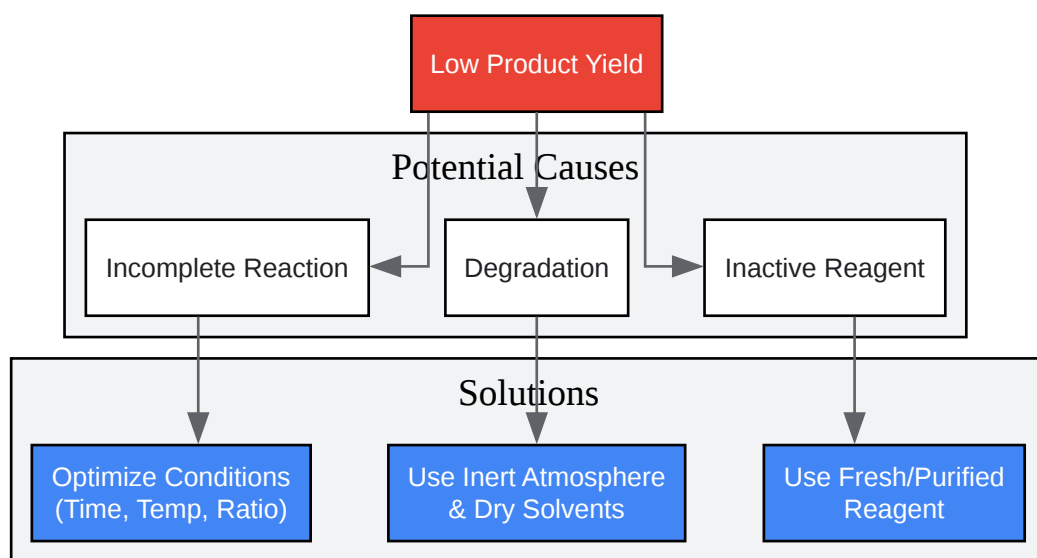 Low Product Yield
Potential Causes
Incomplete Reaction
Degradation
Inactive Reagent
Solutions
Optimize Conditions
(Time, Temp, Ratio)
Use Inert Atmosphere
& Dry Solvents
Use Fresh/Purified
Reagent